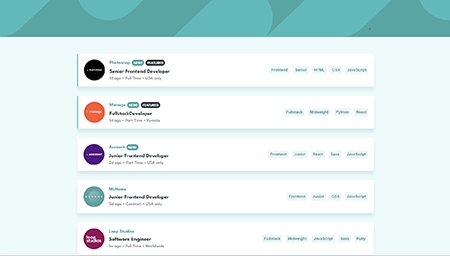 Photosnap NEW! FEATURED
Senior Frontend Developer
1d ago • Full Time • USA only
Frontend Senior HTML CSS JavaScript
Manage NEW! FEATURED
Fullstack Developer
1d ago • Part Time • Remote
Fullstack Midweight Python React
Account NEW!
Junior Frontend Developer
2d ago • Part Time • USA only
Frontend Junior React Sass JavaScript
MyHome
Junior Frontend Developer
5d ago • Contract • USA only
Frontend Junior CSS JavaScript
loop
studios
Loop Studios
Software Engineer
1w ago • Full Time • Worldwide
Fullstack Midweight JavaScript Sass Ruby